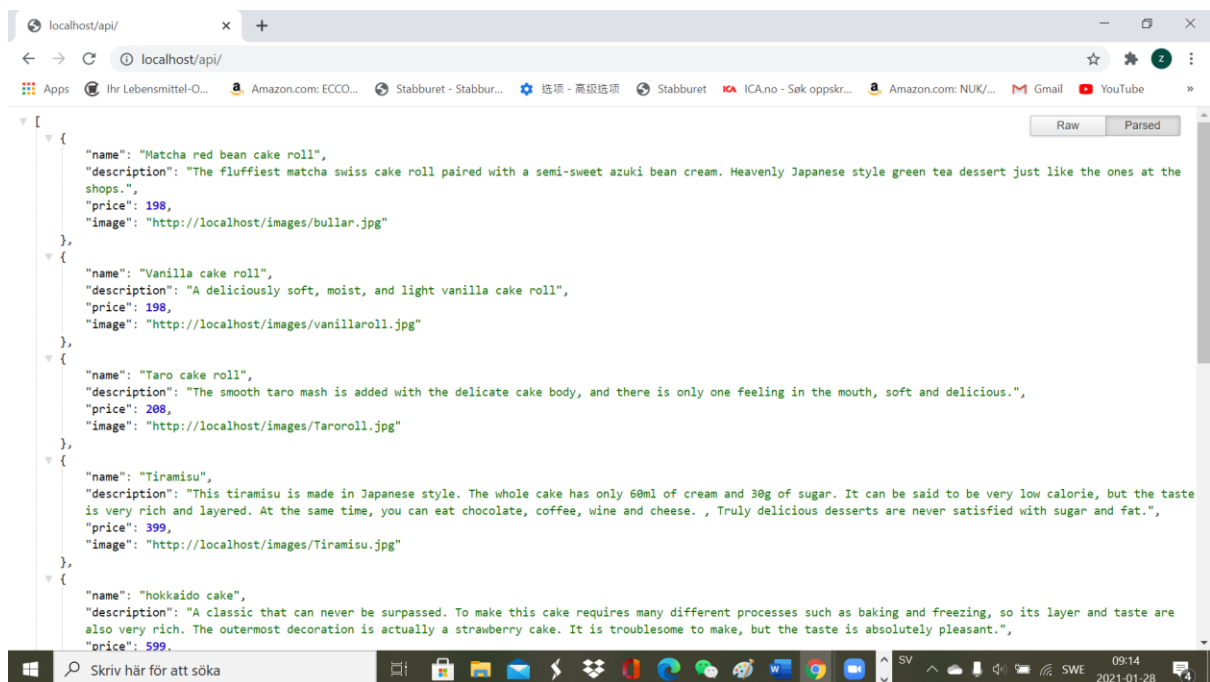 localhost/api/
localhost/api/
Apps Ihr Lebensmittel-O... Amazon.com: ECCO... Stabburet - Stabbur... 选项 - 高级选项 Stabburet ICA ICA.no - Søk oppskr... Amazon.com: NUK/... Gmail YouTube »
Raw Parsed
[
{
"name": "Matcha red bean cake roll",
"description": "The fluffiest matcha swiss cake roll paired with a semi-sweet azuki bean cream. Heavenly Japanese style green tea dessert just like the ones at the
shops.",
"price": 198,
"image": "http://localhost/images/bullar.jpg"
},
{
"name": "Vanilla cake roll",
"description": "A deliciously soft, moist, and light vanilla cake roll",
"price": 198,
"image": "http://localhost/images/vanillaroll.jpg"
},
{
"name": "Taro cake roll",
"description": "The smooth taro mash is added with the delicate cake body, and there is only one feeling in the mouth, soft and delicious.",
"price": 208,
"image": "http://localhost/images/Taroroll.jpg"
},
{
"name": "Tiramisu",
"description": "This tiramisu is made in Japanese style. The whole cake has only 60ml of cream and 30g of sugar. It can be said to be very low calorie, but the taste
is very rich and layered. At the same time, you can eat chocolate, coffee, wine and cheese. , Truly delicious desserts are never satisfied with sugar and fat.",
"price": 399,
"image": "http://localhost/images/Tiramisu.jpg"
},
{
"name": "hokkaido cake",
"description": "A classic that can never be surpassed. To make this cake requires many different processes such as baking and freezing, so its layer and taste are
also very rich. The outermost decoration is actually a strawberry cake. It is troublesome to make, but the taste is absolutely pleasant.",
"price": 599,
Skriv här för att söka
SV
SWE
09:14
2021-01-28
4